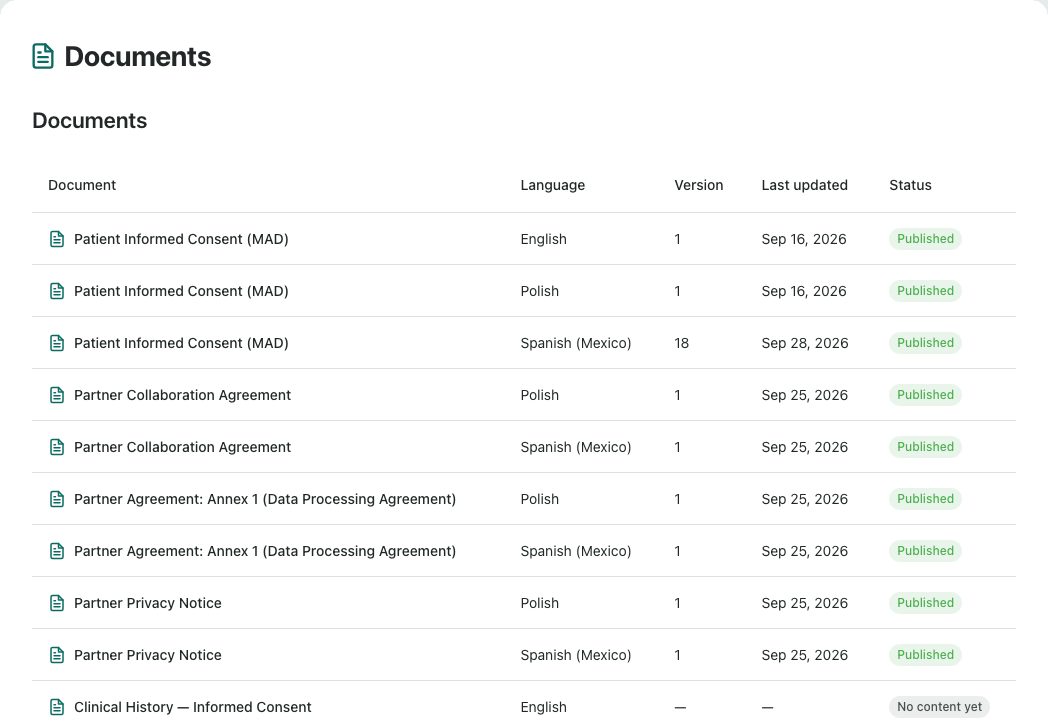 Documents
Documents
Document Language Version Last updated Status
Patient Informed Consent (MAD) English 1 Sep 16, 2026 Published
Patient Informed Consent (MAD) Polish 1 Sep 16, 2026 Published
Patient Informed Consent (MAD) Spanish (Mexico) 18 Sep 28, 2026 Published
Partner Collaboration Agreement Polish 1 Sep 25, 2026 Published
Partner Collaboration Agreement Spanish (Mexico) 1 Sep 25, 2026 Published
Partner Agreement: Annex 1 (Data Processing Agreement) Polish 1 Sep 25, 2026 Published
Partner Agreement: Annex 1 (Data Processing Agreement) Spanish (Mexico) 1 Sep 25, 2026 Published
Partner Privacy Notice Polish 1 Sep 25, 2026 Published
Partner Privacy Notice Spanish (Mexico) 1 Sep 25, 2026 Published
Clinical History — Informed Consent English — — No content yet